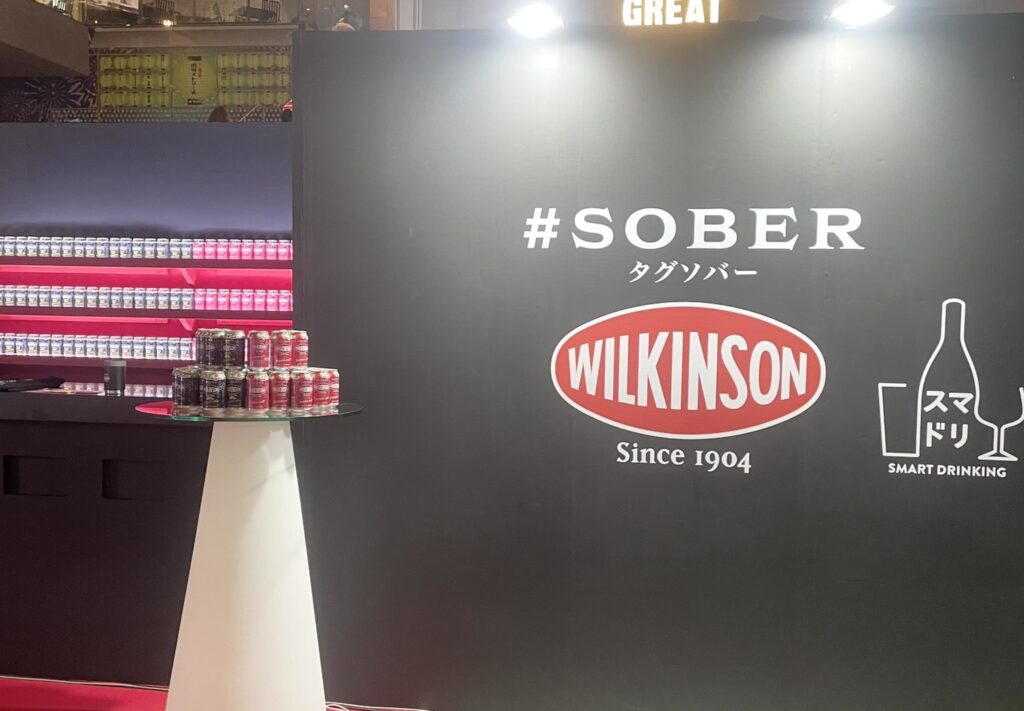 GREAT
#SOBER
タグソバー
WILKINSON
Since 1904
スマ
ドリ
SMART DRINKING